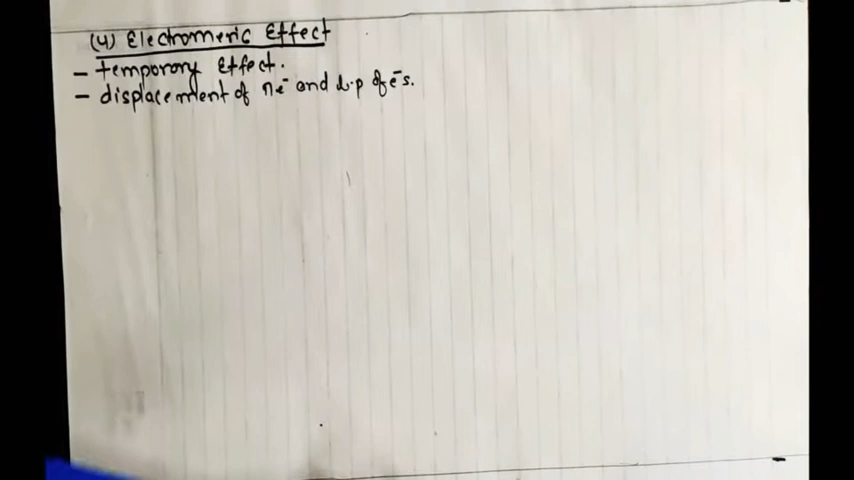 (4) Electromeric Effect
- temporary Effect.
- displacement of πe⁻ and l.p of e⁻s.